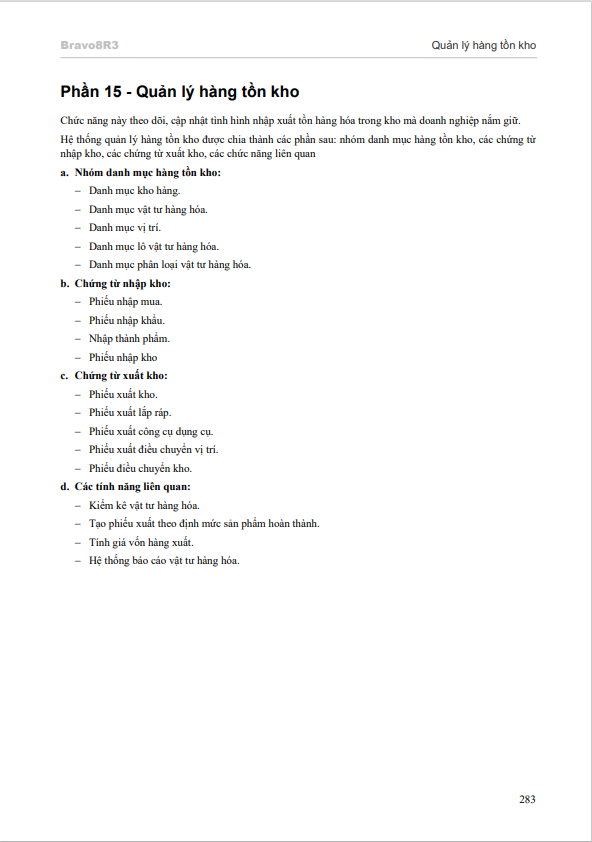 Bravo8R3 Quản lý hàng tồn kho
Phần 15 - Quản lý hàng tồn kho
Chức năng này theo dõi, cập nhật tình hình nhập xuất tồn hàng hóa trong kho mà doanh nghiệp nắm giữ.
Hệ thống quản lý hàng tồn kho được chia thành các phần sau: nhóm danh mục hàng tồn kho, các chứng từ
nhập kho, các chứng từ xuất kho, các chức năng liên quan
a. Nhóm danh mục hàng tồn kho:
– Danh mục kho hàng.
– Danh mục vật tư hàng hóa.
– Danh mục vị trí.
– Danh mục lô vật tư hàng hóa.
– Danh mục phân loại vật tư hàng hóa.
b. Chứng từ nhập kho:
– Phiếu nhập mua.
– Phiếu nhập khẩu.
– Nhập thành phẩm.
– Phiếu nhập kho
c. Chứng từ xuất kho:
– Phiếu xuất kho.
– Phiếu xuất lắp ráp.
– Phiếu xuất công cụ dụng cụ.
– Phiếu xuất điều chuyển vị trí.
– Phiếu điều chuyển kho.
d. Các tính năng liên quan:
– Kiểm kê vật tư hàng hóa.
– Tạo phiếu xuất theo định mức sản phẩm hoàn thành.
– Tính giá vốn hàng xuất.
– Hệ thống báo cáo vật tư hàng hóa.
283